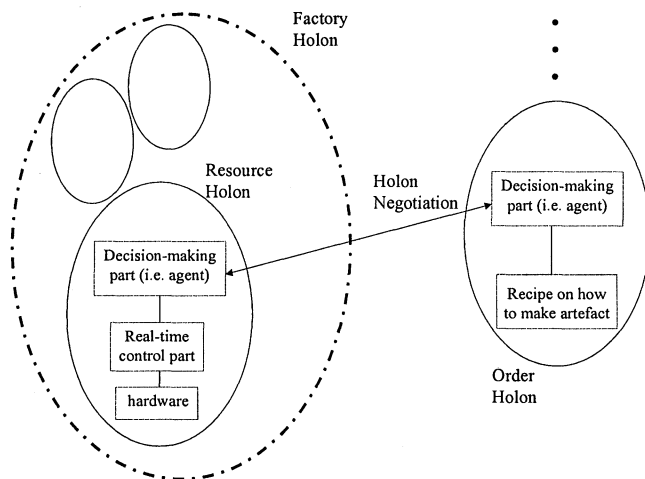 Factory
Holon
Resource
Holon
Holon
Negotiation
Decision-making
part (i.e. agent)
Decision-making
part (i.e. agent)
Real-time
control part
hardware
Recipe on how
to make artefact
Order
Holon